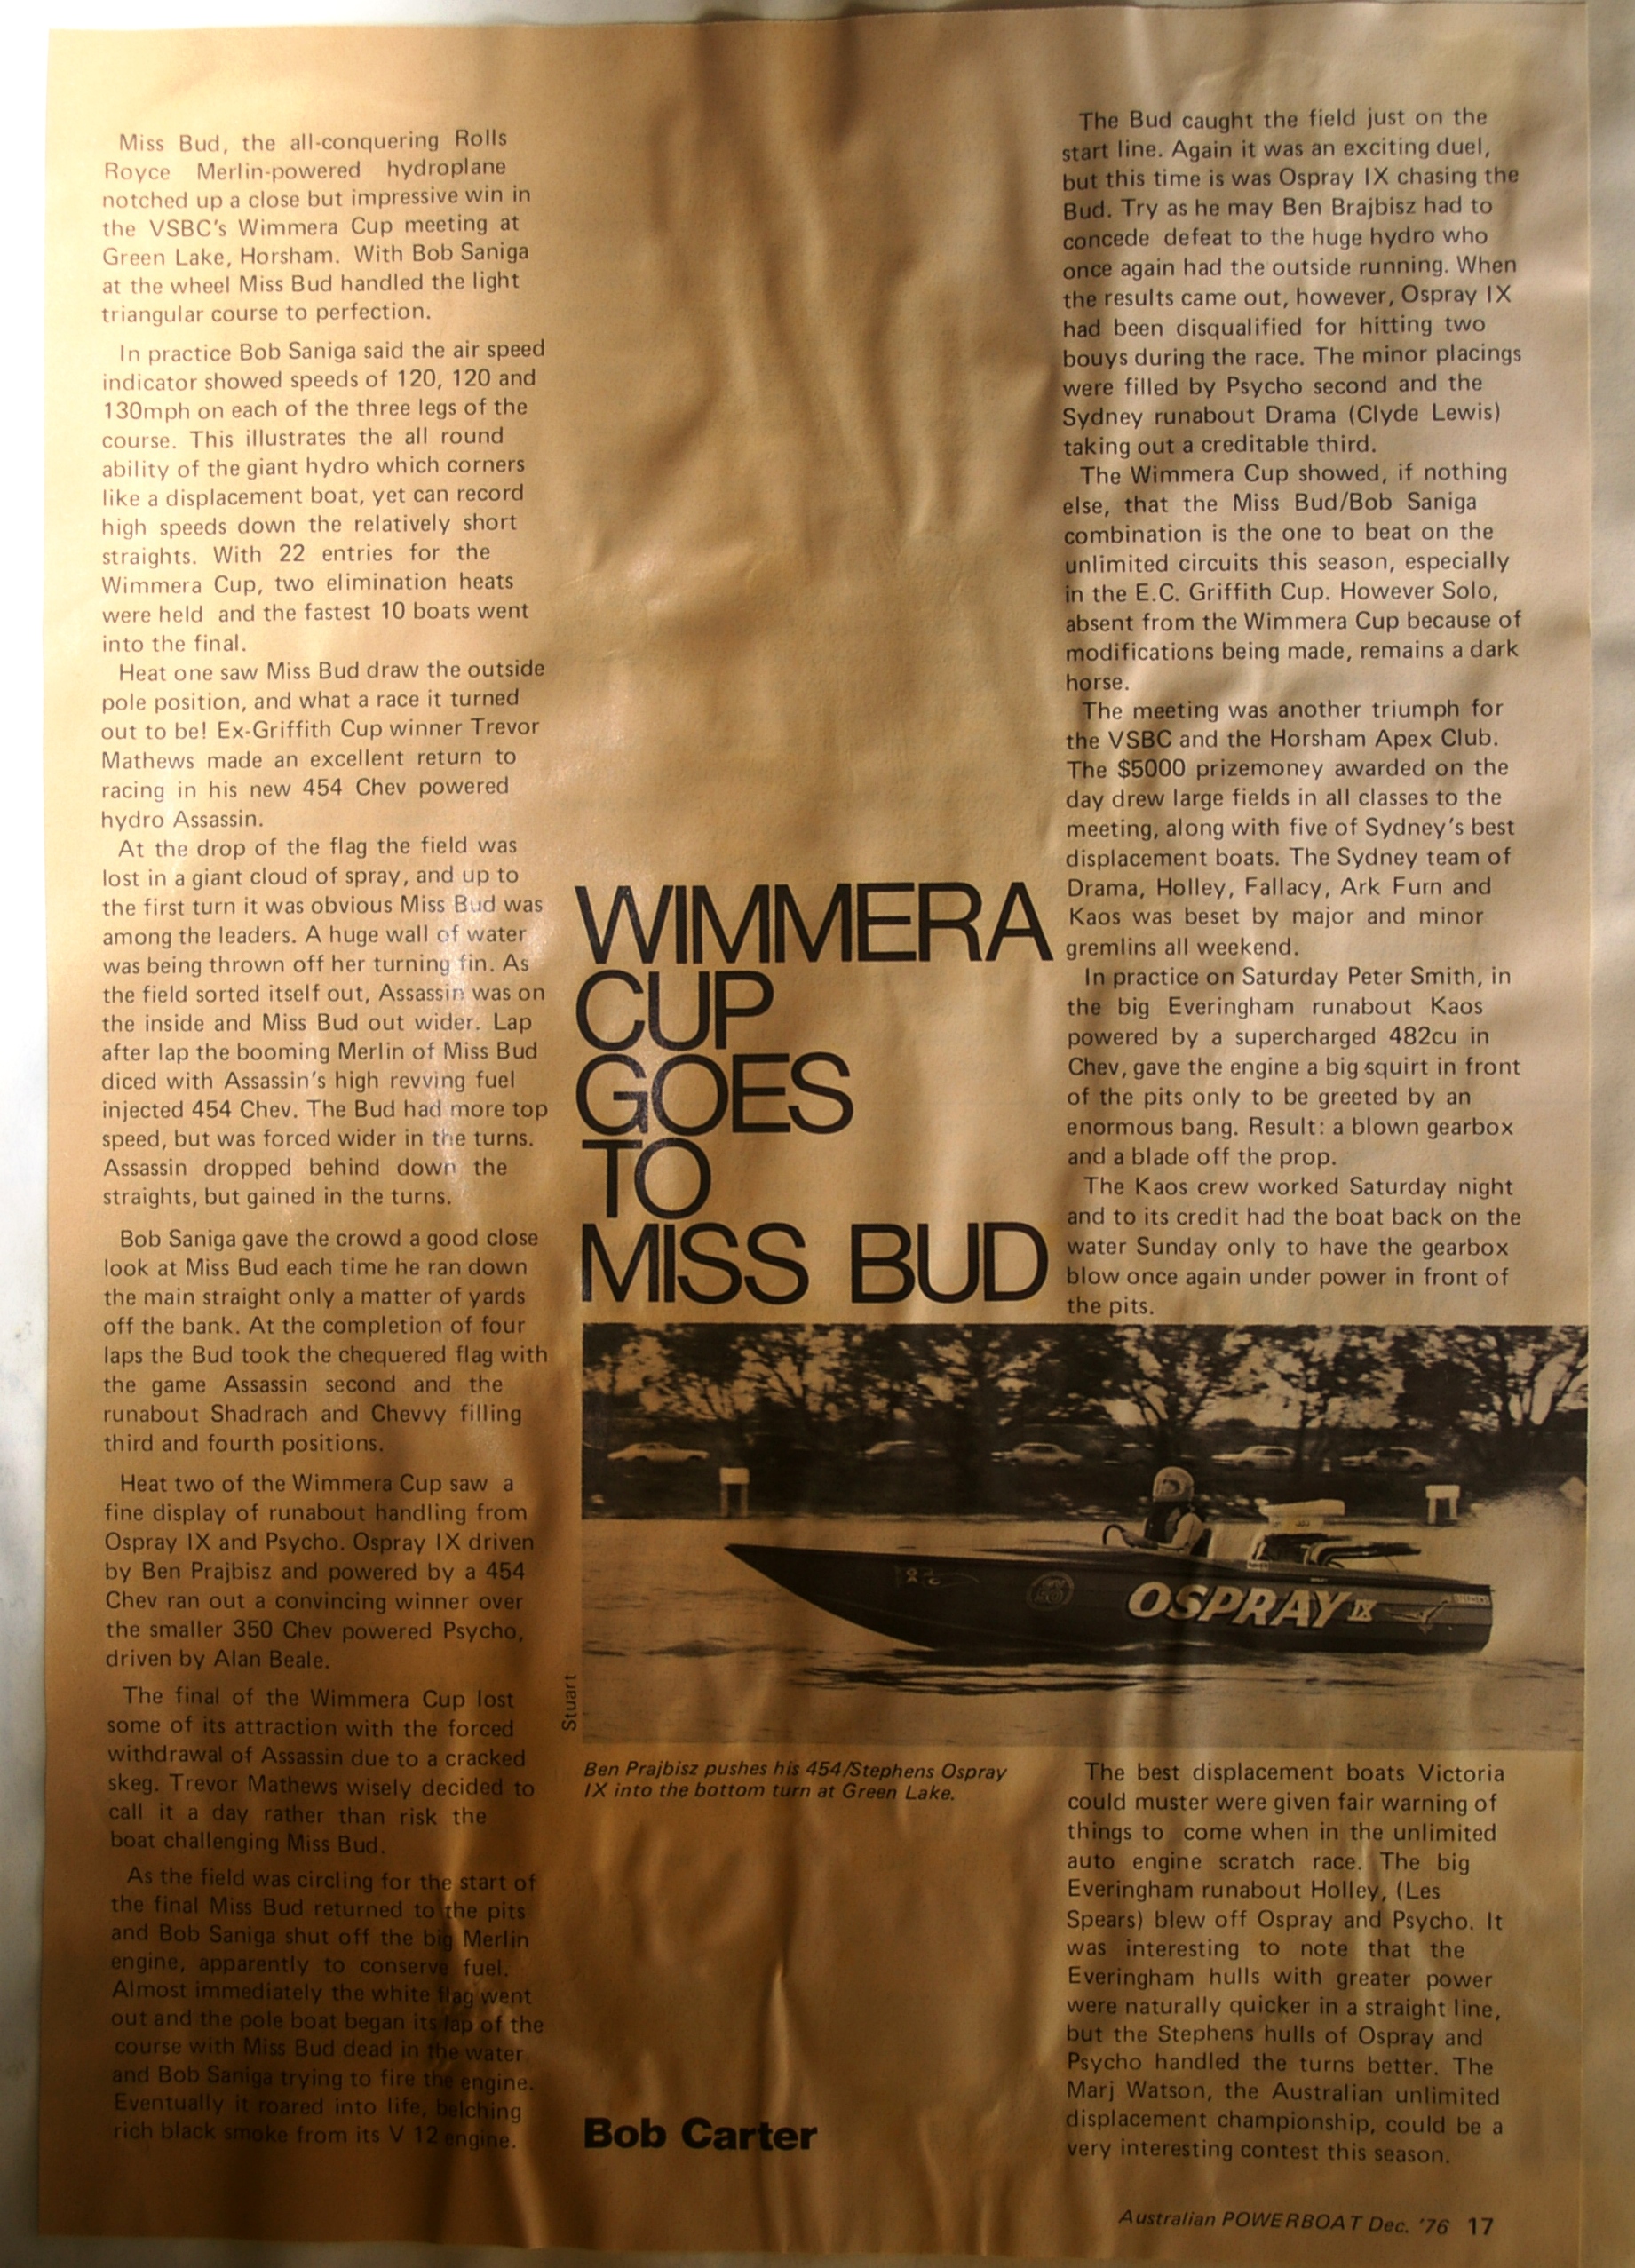 Miss Bud, the all-conquering Rolls
Royce Merlin-powered hydroplane
notched up a close but impressive win in
the VSBC's Wimmera Cup meeting at
Green Lake, Horsham. With Bob Saniga
at the wheel Miss Bud handled the light
triangular course to perfection.
In practice Bob Saniga said the air speed
indicator showed speeds of 120, 120 and
130mph on each of the three legs of the
course. This illustrates the all round
ability of the giant hydro which corners
like a displacement boat, yet can record
high speeds down the relatively short
straights. With 22 entries for the
Wimmera Cup, two elimination heats
were held and the fastest 10 boats went
into the final.
Heat one saw Miss Bud draw the outside
pole position, and what a race it turned
out to be! Ex-Griffith Cup winner Trevor
Mathews made an excellent return to
racing in his new 454 Chev powered
hydro Assassin.
At the drop of the flag the field was
lost in a giant cloud of spray, and up to
the first turn it was obvious Miss Bud was
among the leaders. A huge wall of water
was being thrown off her turning fin. As
the field sorted itself out, Assassin was on
the inside and Miss Bud out wider. Lap
after lap the booming Merlin of Miss Bud
diced with Assassin's high revving fuel
injected 454 Chev. The Bud had more top
speed, but was forced wider in the turns.
Assassin dropped behind down the
straights, but gained in the turns.
Bob Saniga gave the crowd a good close
look at Miss Bud each time he ran down
the main straight only a matter of yards
off the bank. At the completion of four
laps the Bud took the chequered flag with
the game Assassin second and the
runabout Shadrach and Chevvy filling
third and fourth positions.
Heat two of the Wimmera Cup saw a
fine display of runabout handling from
Ospray IX and Psycho. Ospray IX driven
by Ben Prajbisz and powered by a 454
Chev ran out a convincing winner over
the smaller 350 Chev powered Psycho,
driven by Alan Beale.
The final of the Wimmera Cup lost
some of its attraction with the forced
withdrawal of Assassin due to a cracked
skeg. Trevor Mathews wisely decided to
call it a day rather than risk the
boat challenging Miss Bud.
As the field was circling for the start of
the final Miss Bud returned to the pits
and Bob Saniga shut off the big Merlin
engine, apparently to conserve fuel.
Almost immediately the white flag went
out and the pole boat began its lap of the
course with Miss Bud dead in the water
and Bob Saniga trying to fire the engine.
Eventually it roared into life, belching
rich black smoke from its V 12 engine.
WIMMERA
CUP
GOES
TO
MISS BUD
The Bud caught the field just on the
start line. Again it was an exciting duel,
but this time is was Ospray IX chasing the
Bud. Try as he may Ben Brajbisz had to
concede defeat to the huge hydro who
once again had the outside running. When
the results came out, however, Ospray IX
had been disqualified for hitting two
bouys during the race. The minor placings
were filled by Psycho second and the
Sydney runabout Drama (Clyde Lewis)
taking out a creditable third.
The Wimmera Cup showed, if nothing
else, that the Miss Bud/Bob Saniga
combination is the one to beat on the
unlimited circuits this season, especially
in the E.C. Griffith Cup. However Solo,
absent from the Wimmera Cup because of
modifications being made, remains a dark
horse.
The meeting was another triumph for
the VSBC and the Horsham Apex Club.
The $5000 prizemoney awarded on the
day drew large fields in all classes to the
meeting, along with five of Sydney's best
displacement boats. The Sydney team of
Drama, Holley, Fallacy, Ark Furn and
Kaos was beset by major and minor
gremlins all weekend.
In practice on Saturday Peter Smith, in
the big Everingham runabout Kaos
powered by a supercharged 482cu in
Chev, gave the engine a big squirt in front
of the pits only to be greeted by an
enormous bang. Result: a blown gearbox
and a blade off the prop.
The Kaos crew worked Saturday night
and to its credit had the boat back on the
water Sunday only to have the gearbox
blow once again under power in front of
the pits.
OSPRAY IX
Stuart
Ben Prajbisz pushes his 454/Stephens Ospray
IX into the bottom turn at Green Lake.
The best displacement boats Victoria
could muster were given fair warning of
things to come when in the unlimited
auto engine scratch race. The big
Everingham runabout Holley, (Les
Spears) blew off Ospray and Psycho. It
was interesting to note that the
Everingham hulls with greater power
were naturally quicker in a straight line,
but the Stephens hulls of Ospray and
Psycho handled the turns better. The
Marj Watson, the Australian unlimited
displacement championship, could be a
very interesting contest this season.
Bob Carter
Australian POWERBOAT Dec. '76 17